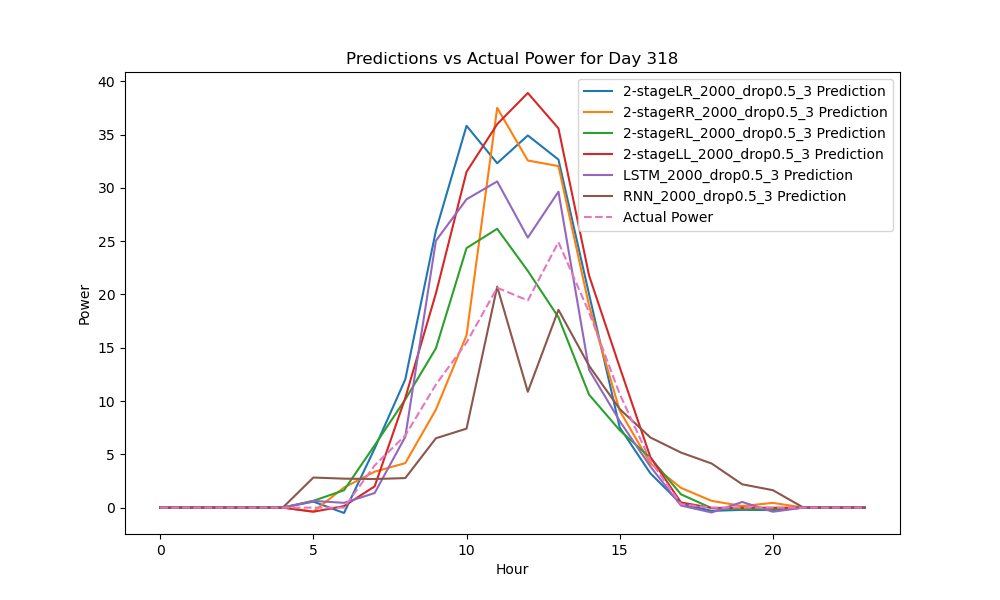 Predictions vs Actual Power for Day 318
40
35
30
25
20
15
10
5
0
Power
2-stageLR_2000_drop0.5_3 Prediction
2-stageRR_2000_drop0.5_3 Prediction
2-stageRL_2000_drop0.5_3 Prediction
2-stageLL_2000_drop0.5_3 Prediction
LSTM_2000_drop0.5_3 Prediction
RNN_2000_drop0.5_3 Prediction
Actual Power
0 5 10 15 20
Hour